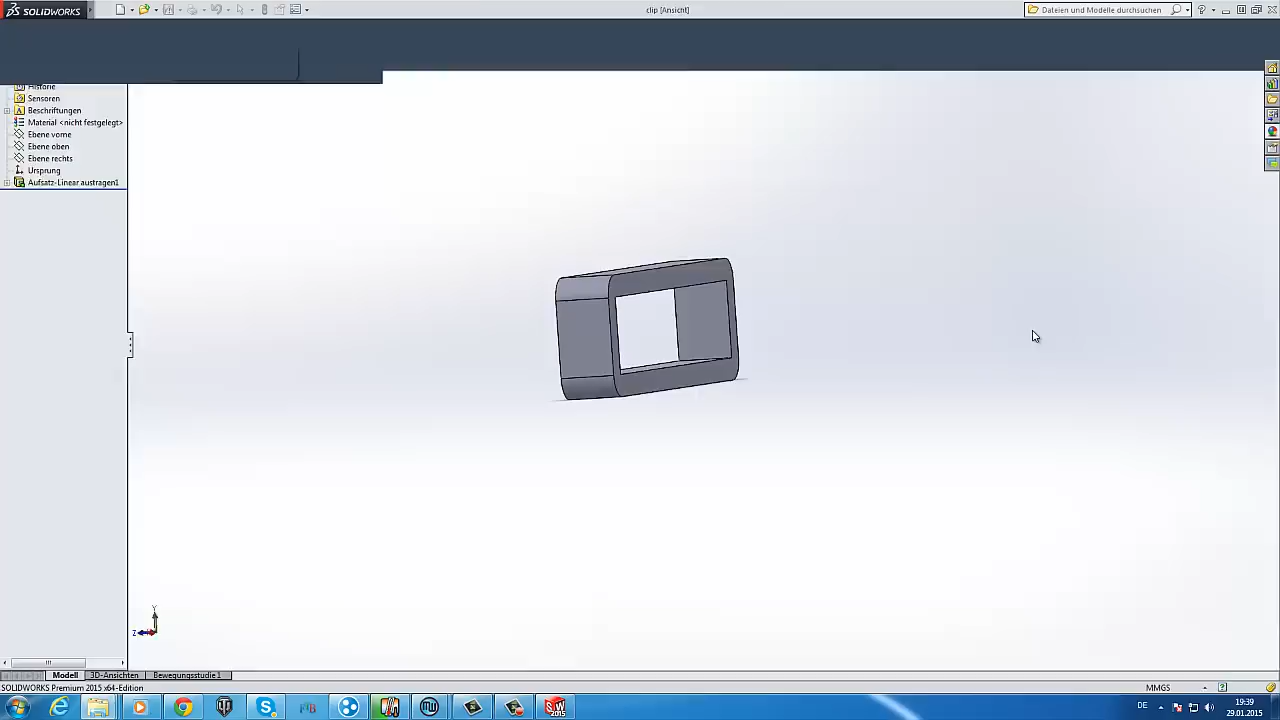 SOLIDWORKS
clip [Ansicht]
Dateien und Modelle durchsuchen
Historie
Sensoren
Beschriftungen
Material <nicht festgelegt>
Ebene vorne
Ebene oben
Ebene rechts
Ursprung
Aufsatz-Linear austragen1
Y
Z
Modell
3D-Ansichten
Bewegungsstudie 1
SOLIDWORKS Premium 2015 x64-Edition
MMGS
DE
19:39
29.01.2015